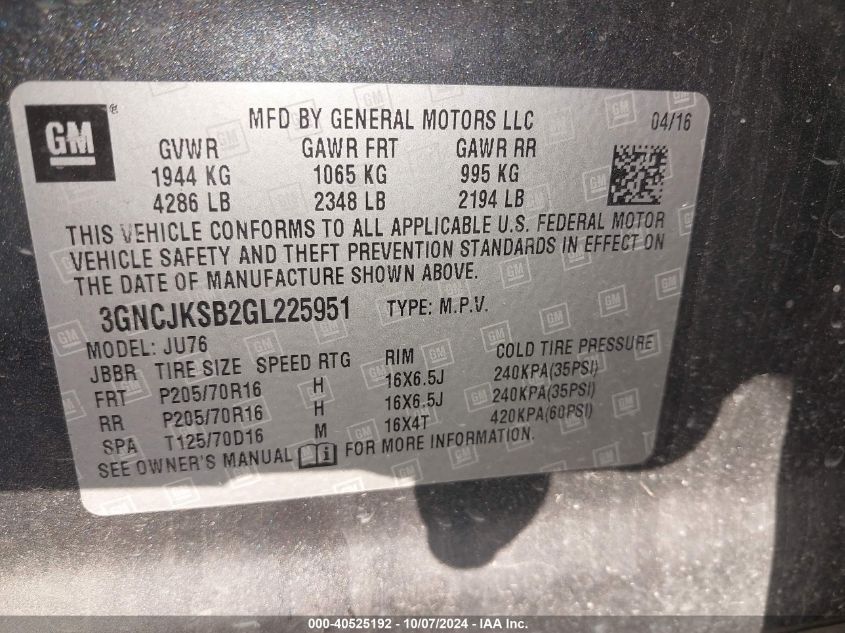 GM ®
MFD BY GENERAL MOTORS LLC 04/16
GVWR GAWR FRT GAWR RR
1944 KG 1065 KG 995 KG
4286 LB 2348 LB 2194 LB
THIS VEHICLE CONFORMS TO ALL APPLICABLE U.S. FEDERAL MOTOR
VEHICLE SAFETY AND THEFT PREVENTION STANDARDS IN EFFECT ON
THE DATE OF MANUFACTURE SHOWN ABOVE.
3GNCJKSB2GL225951 TYPE: M.P.V.
MODEL: JU76
JBBR TIRE SIZE SPEED RTG RIM COLD TIRE PRESSURE
FRT P205/70R16 H 16X6.5J 240KPA(35PSI)
RR P205/70R16 H 16X6.5J 240KPA(35PSI)
SPA T125/70D16 M 16X4T 420KPA(60PSI)
SEE OWNER'S MANUAL i FOR MORE INFORMATION.
000-40525192 - 10/07/2024 - IAA Inc.